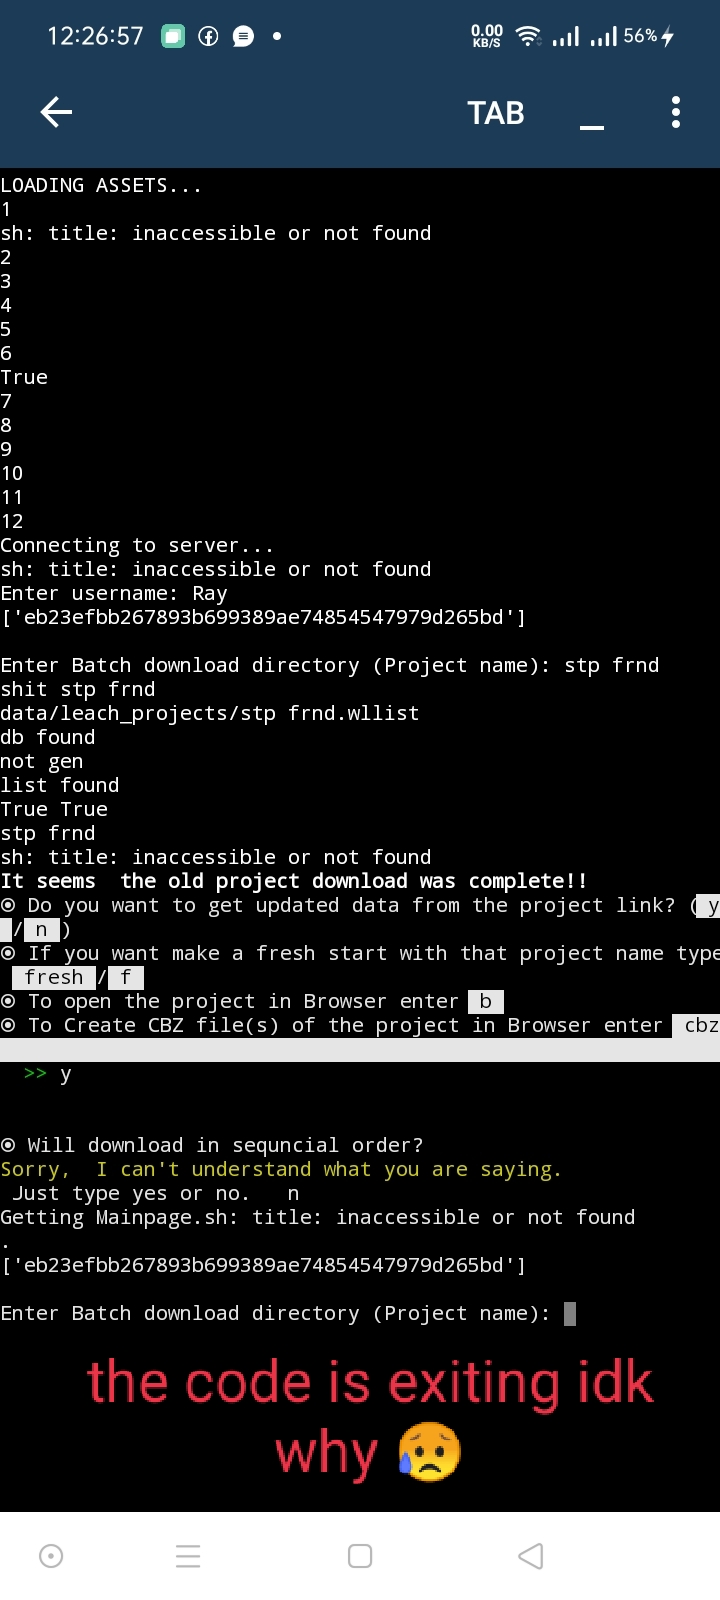 12:26:57 0.00 KB/S 56%
TAB
LOADING ASSETS...
1
sh: title: inaccessible or not found
2
3
4
5
6
True
7
8
9
10
11
12
Connecting to server...
sh: title: inaccessible or not found
Enter username: Ray
['eb23efbb267893b699389ae74854547979d265bd']
Enter Batch download directory (Project name): stp frnd
shit stp frnd
data/leach_projects/stp frnd.wllist
db found
not gen
list found
True True
stp frnd
sh: title: inaccessible or not found
It seems  the old project download was complete!!
⦿ Do you want to get updated data from the project link? ( y
/ n )
⦿ If you want make a fresh start with that project name type
fresh / f
⦿ To open the project in Browser enter  b
⦿ To Create CBZ file(s) of the project in Browser enter  cbz
>> y
⦿ Will download in sequncial order?
Sorry,  I can't understand what you are saying.
Just type yes or no.   n
Getting Mainpage.sh: title: inaccessible or not found
.
['eb23efbb267893b699389ae74854547979d265bd']
Enter Batch download directory (Project name):
the code is exiting idk
why 😥